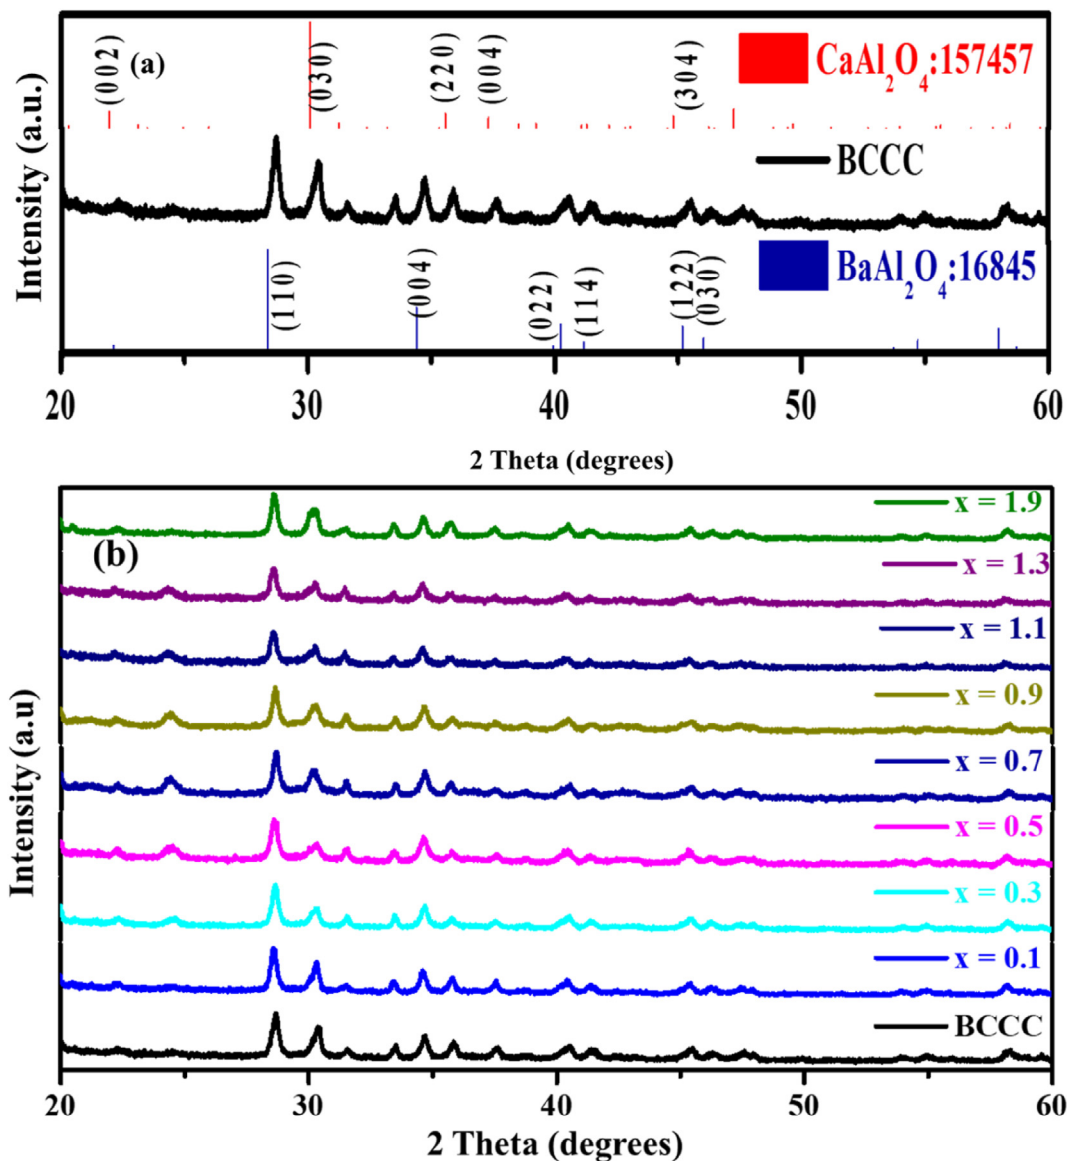 (a)
Intensity (a.u.)
(002)
(030)
(220)
(004)
(304)
CaAl₂O₄:157457
BCCC
BaAl₂O₄:16845
(110)
(004)
(022)
(114)
(122)
(030)
20 30 40 50 60
2 Theta (degrees)
(b)
Intensity (a.u)
x = 1.9
x = 1.3
x = 1.1
x = 0.9
x = 0.7
x = 0.5
x = 0.3
x = 0.1
BCCC
20 30 40 50 60
2 Theta (degrees)